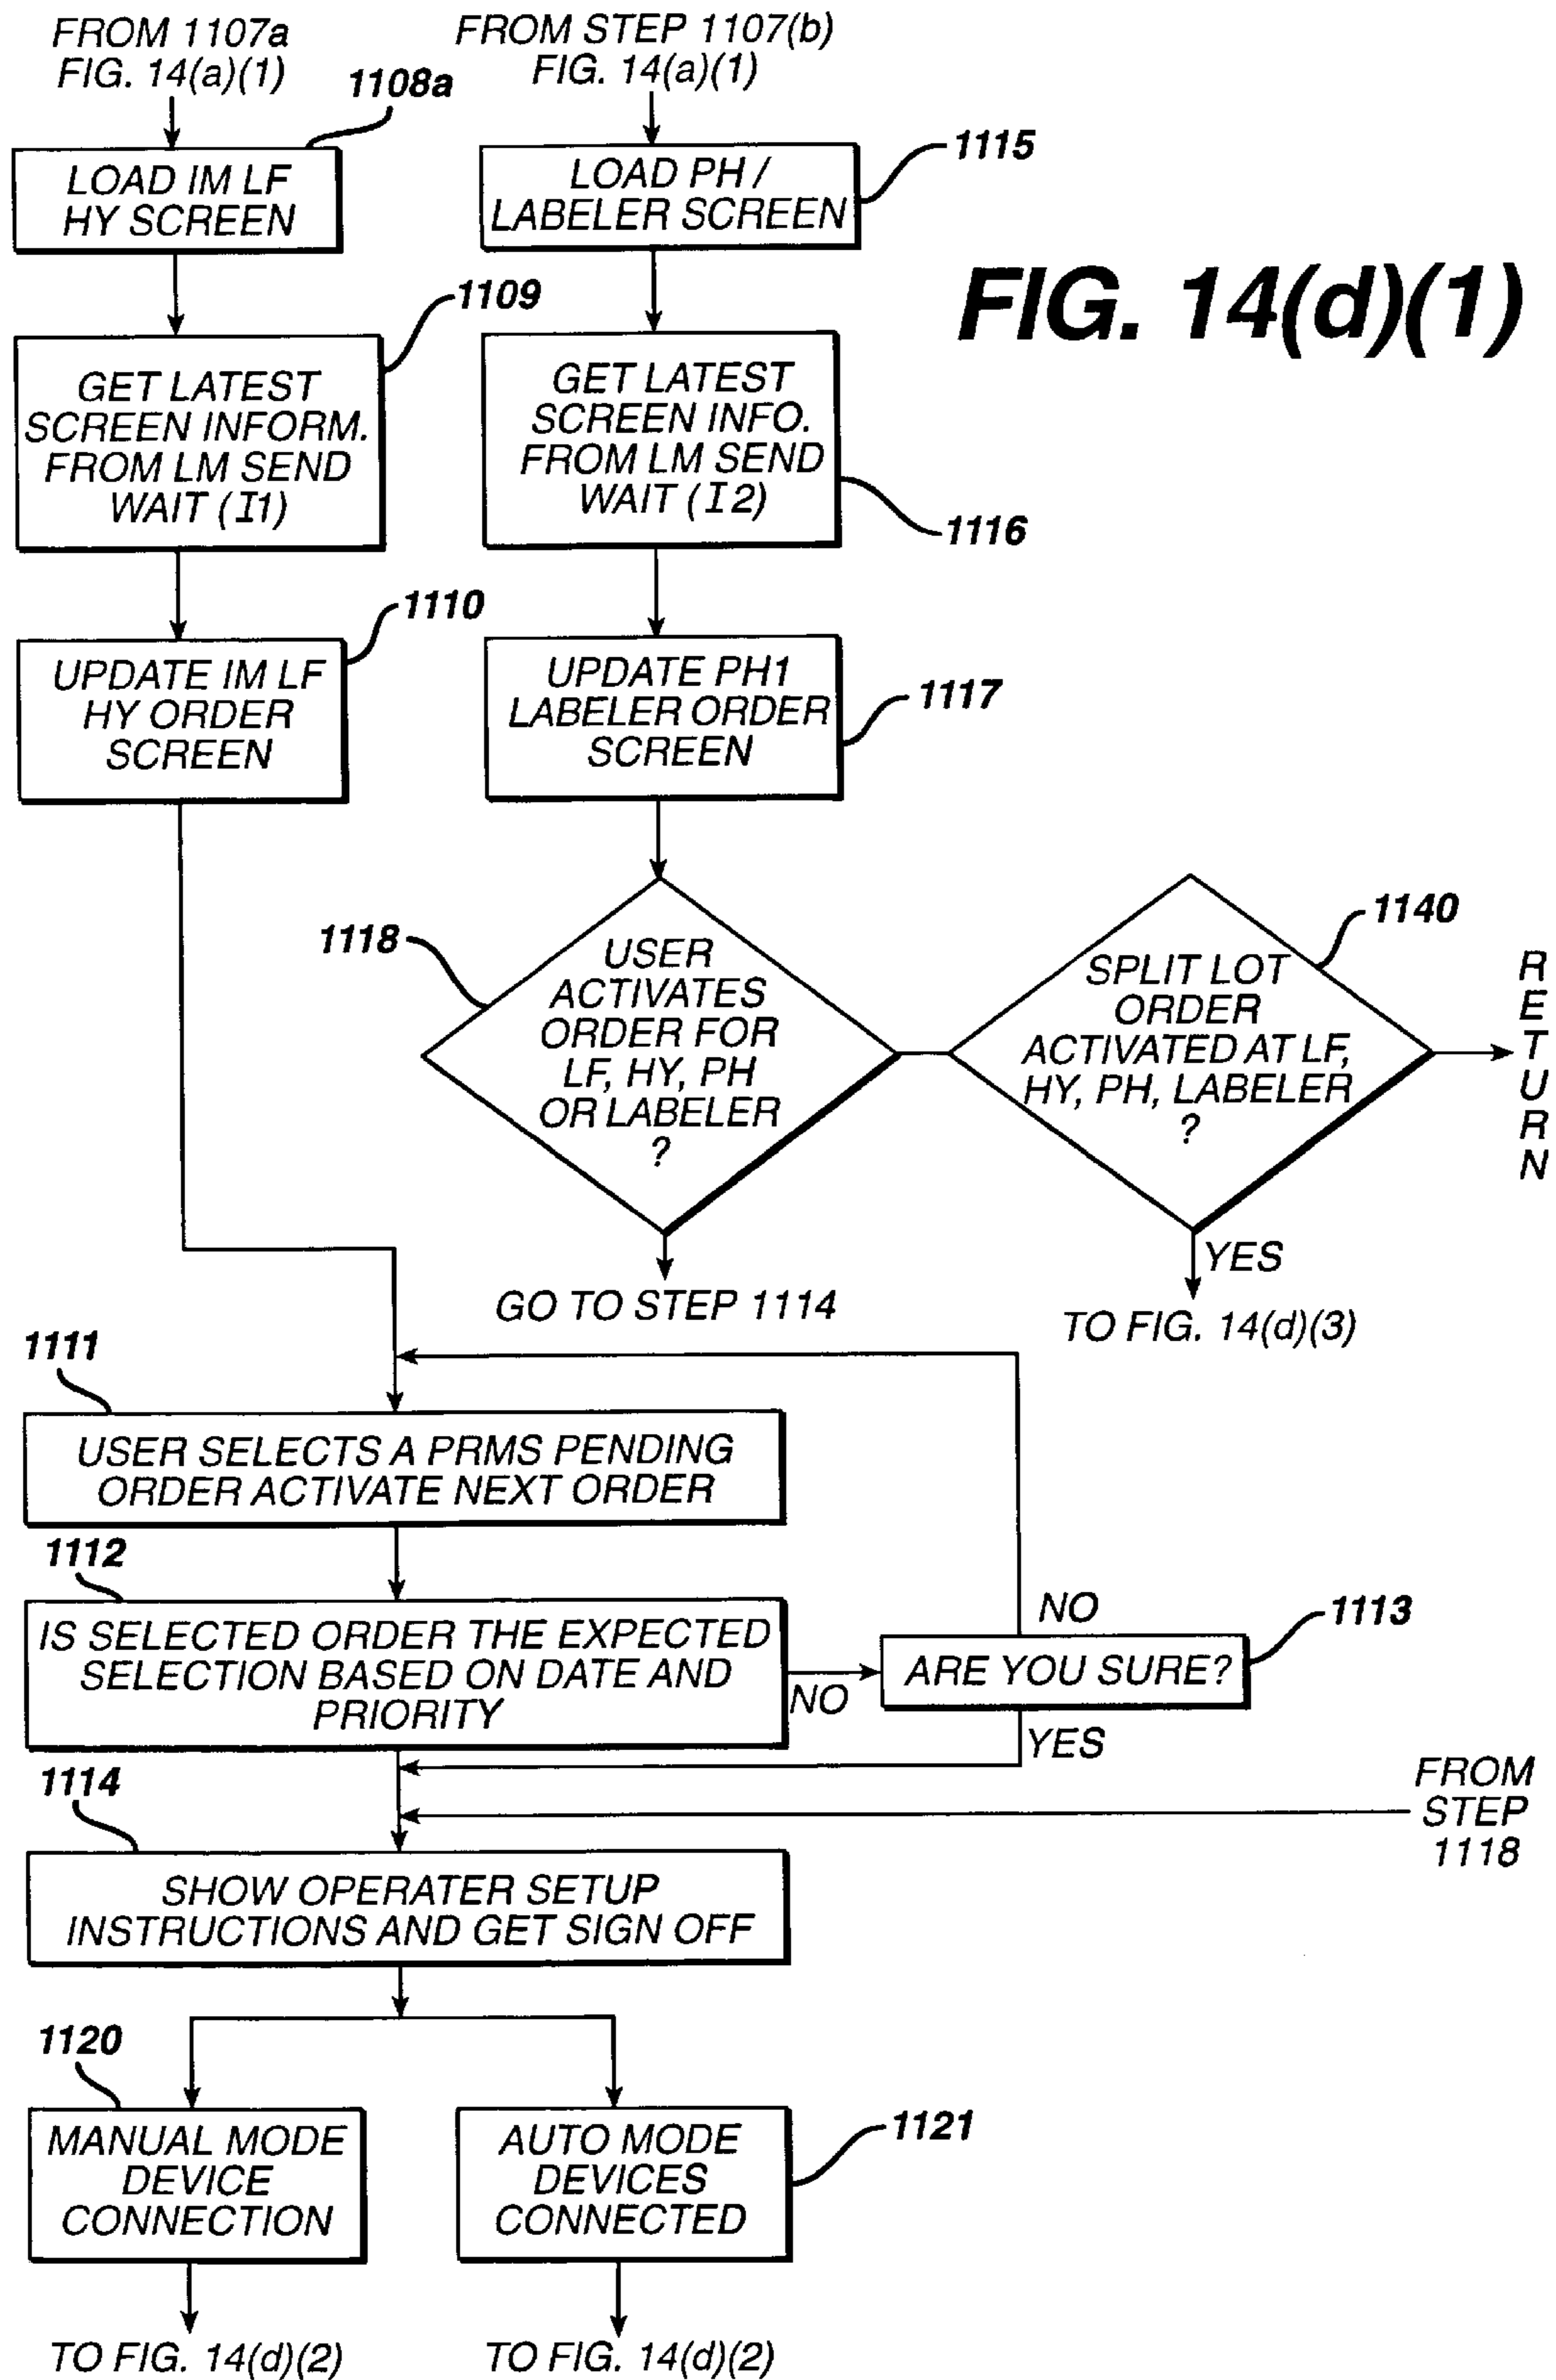 FROM 1107a
FIG. 14(a)(1)
1108a
LOAD IM LF
HY SCREEN
FROM STEP 1107(b)
FIG. 14(a)(1)
1115
LOAD PH /
LABELER SCREEN
FIG. 14(d)(1)
1109
GET LATEST
SCREEN INFORM.
FROM LM SEND
WAIT (I1)
GET LATEST
SCREEN INFO.
FROM LM SEND
WAIT (I2)
1116
1110
UPDATE IM LF
HY ORDER
SCREEN
UPDATE PH1
LABELER ORDER
SCREEN
1117
1118
USER
ACTIVATES
ORDER FOR
LF, HY, PH
OR LABELER
?
1140
SPLIT LOT
ORDER
ACTIVATED AT LF,
HY, PH, LABELER
?
RETURN
GO TO STEP 1114
YES
TO FIG. 14(d)(3)
1111
USER SELECTS A PRMS PENDING
ORDER ACTIVATE NEXT ORDER
1112
IS SELECTED ORDER THE EXPECTED
SELECTION BASED ON DATE AND
PRIORITY
NO
NO
1113
ARE YOU SURE?
YES
1114
FROM
STEP
1118
SHOW OPERATER SETUP
INSTRUCTIONS AND GET SIGN OFF
1120
MANUAL MODE
DEVICE
CONNECTION
1121
AUTO MODE
DEVICES
CONNECTED
TO FIG. 14(d)(2)
TO FIG. 14(d)(2)